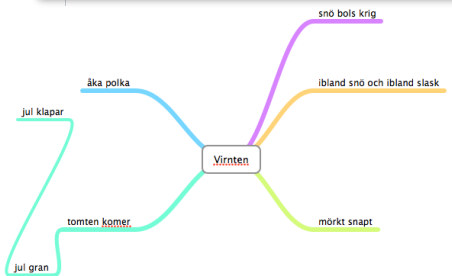 snö bols krig
åka polka
ibland snö och ibland slask
jul klapar
Virnten
tomten komer
mörkt snapt
jul gran